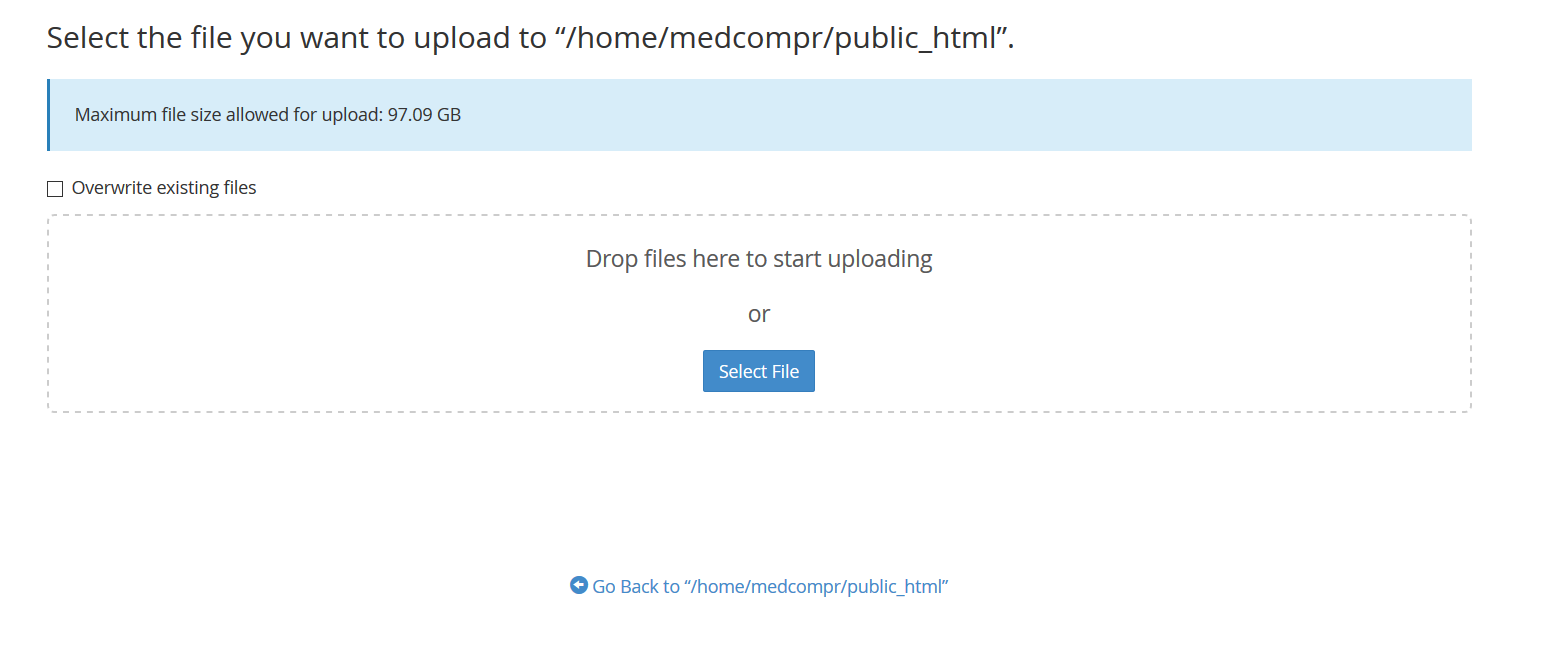 Select the file you want to upload to “/home/medcompr/public_html”.
Maximum file size allowed for upload: 97.09 GB
Overwrite existing files
Drop files here to start uploading
or
Select File
Go Back to “/home/medcompr/public_html”